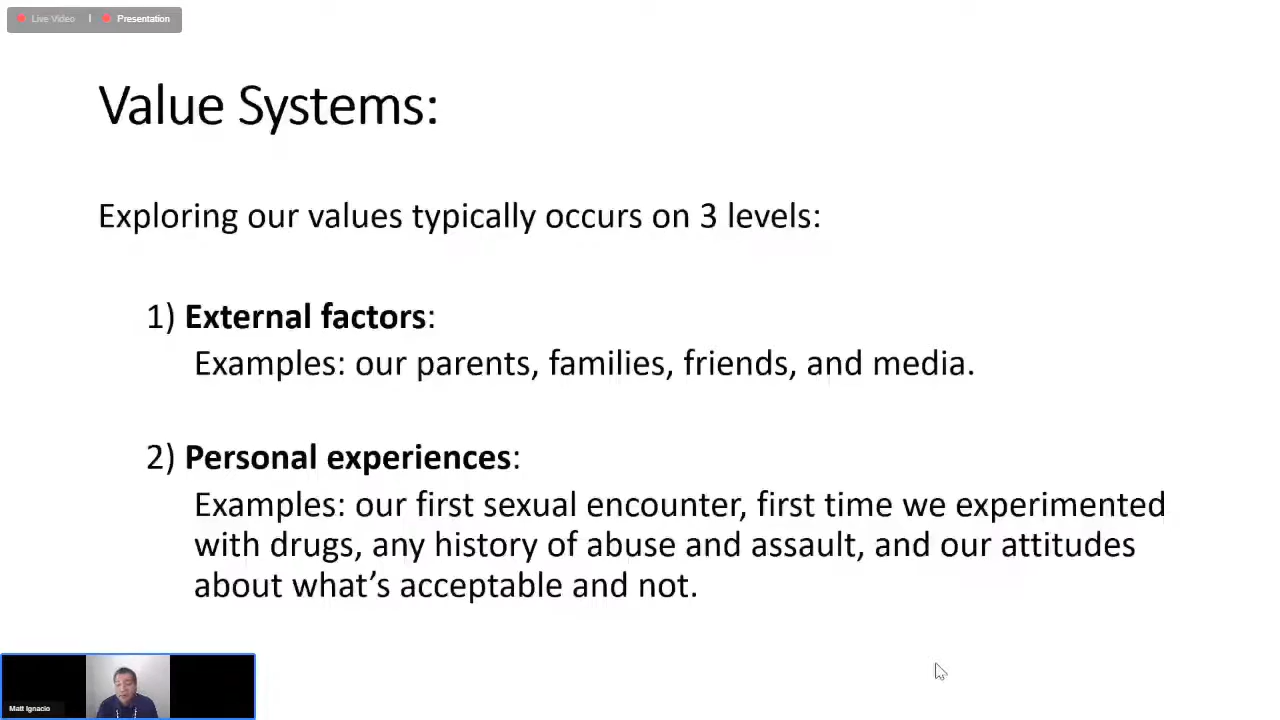 Live Video | Presentation
Value Systems:
Exploring our values typically occurs on 3 levels:
1) External factors:
Examples: our parents, families, friends, and media.
2) Personal experiences:
Examples: our first sexual encounter, first time we experimented
with drugs, any history of abuse and assault, and our attitudes
about what’s acceptable and not.
Matt Ignacio